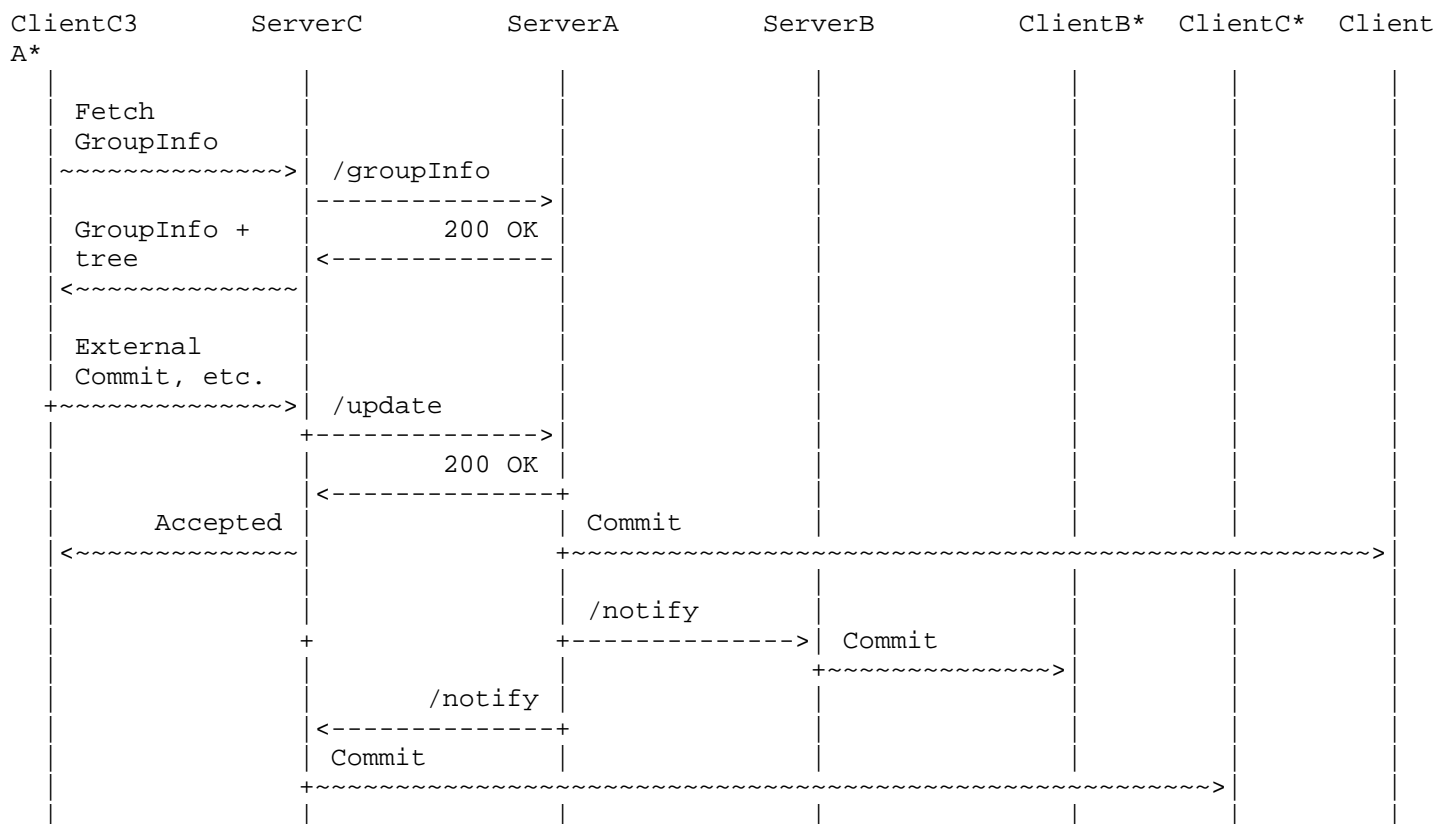 ClientC3 ServerC ServerA ServerB ClientB* ClientC* Client
A*
Fetch
GroupInfo
/groupInfo
GroupInfo + 200 OK
tree
External
Commit, etc.
/update
200 OK
Accepted Commit
/notify
Commit
/notify
Commit